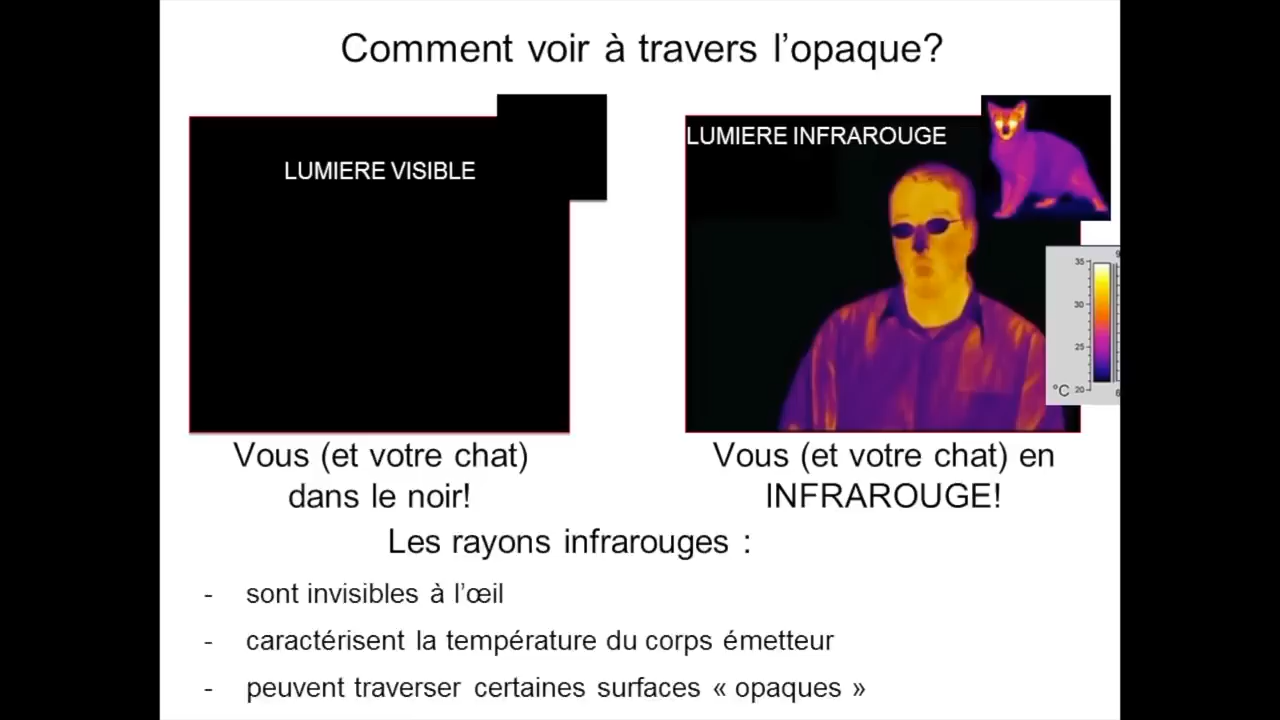 Comment voir à travers l'opaque?
LUMIERE VISIBLE
LUMIERE INFRAROUGE
35
30
25
20
°C
Vous (et votre chat)
dans le noir!
Vous (et votre chat) en
INFRAROUGE!
Les rayons infrarouges :
- sont invisibles à l'œil
- caractérisent la température du corps émetteur
- peuvent traverser certaines surfaces « opaques »